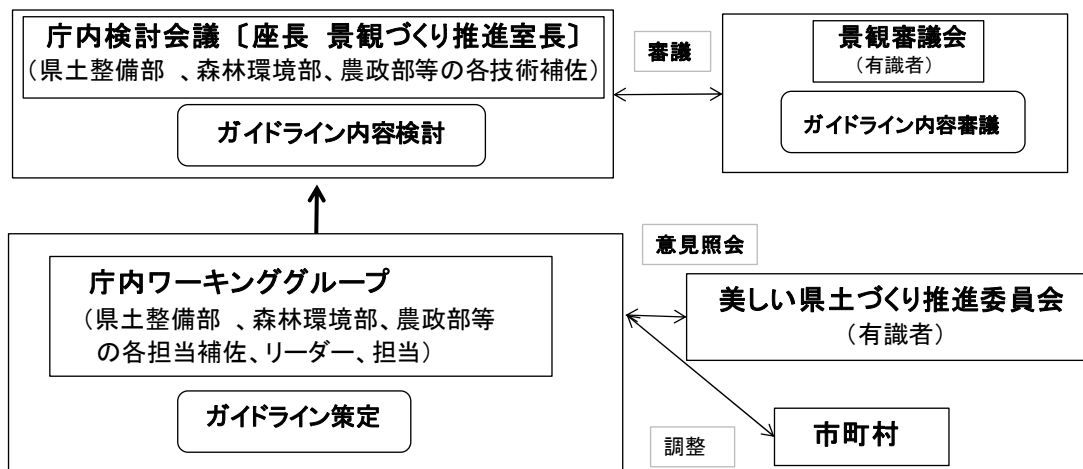 庁内検討会議〔座長 景観づくり推進室長〕
（県土整備部 、森林環境部、農政部等の各技術補佐）
ガイドライン内容検討
審議
景観審議会
（有識者）
ガイドライン内容審議
庁内ワーキンググループ
（県土整備部 、森林環境部、農政部等
の各担当補佐、リーダー、担当）
ガイドライン策定
意見照会
美しい県土づくり推進委員会
（有識者）
調整
市町村